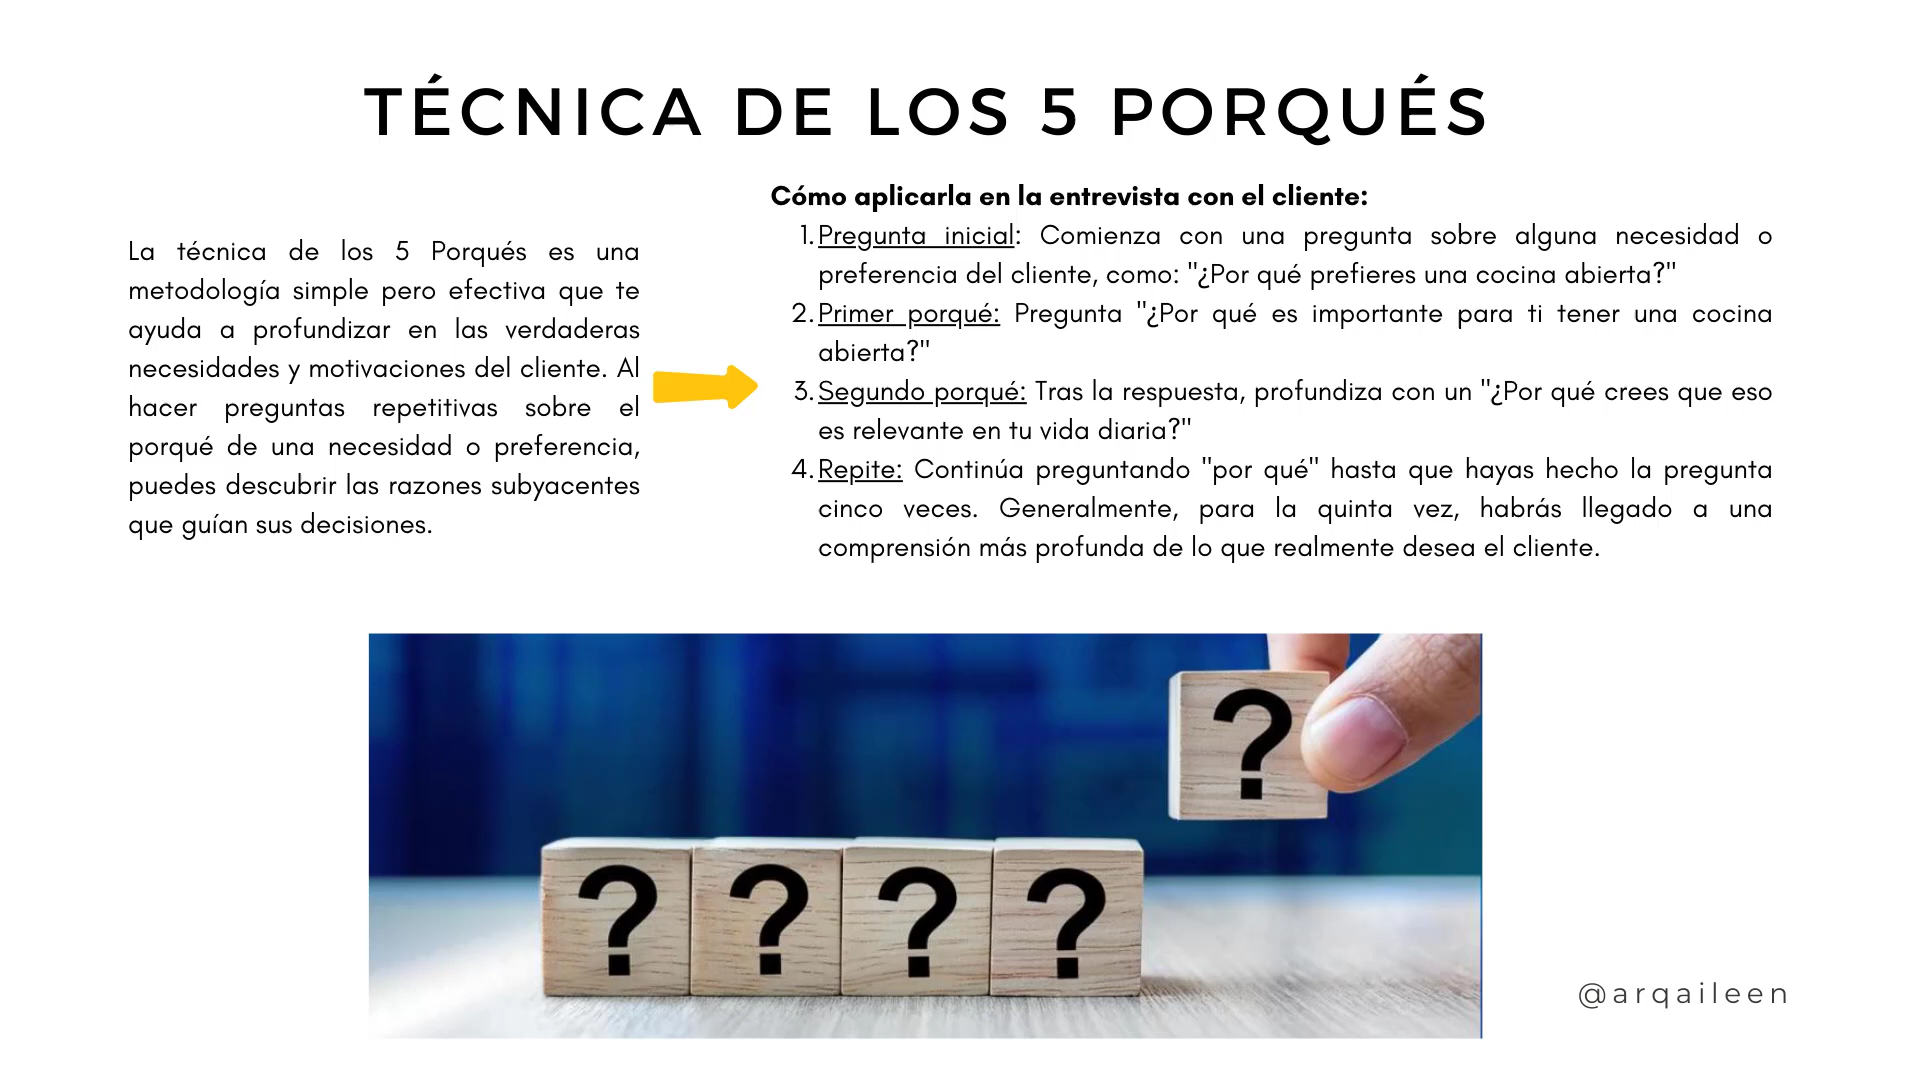 TÉCNICA DE LOS 5 PORQUÉS
La técnica de los 5 Porqués es una
metodología simple pero efectiva que te
ayuda a profundizar en las verdaderas
necesidades y motivaciones del cliente. Al
hacer preguntas repetitivas sobre el
porqué de una necesidad o preferencia,
puedes descubrir las razones subyacentes
que guían sus decisiones.
Cómo aplicarla en la entrevista con el cliente:
1. Pregunta inicial: Comienza con una pregunta sobre alguna necesidad o
preferencia del cliente, como: "¿Por qué prefieres una cocina abierta?"
2. Primer porqué: Pregunta "¿Por qué es importante para ti tener una cocina
abierta?"
3. Segundo porqué: Tras la respuesta, profundiza con un "¿Por qué crees que eso
es relevante en tu vida diaria?"
4. Repite: Continúa preguntando "por qué" hasta que hayas hecho la pregunta
cinco veces. Generalmente, para la quinta vez, habrás llegado a una
comprensión más profunda de lo que realmente desea el cliente.
?
? ? ? ?
@arqaileen